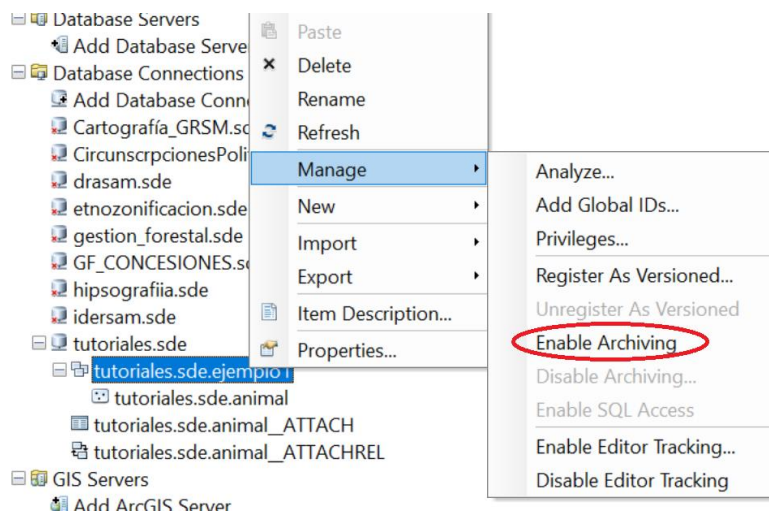 Database Servers
Add Database Serve
Database Connections
Add Database Conn
Cartografía_GRSM.sd
CircunscrpcionesPoli
drasam.sde
etnozonificacion.sde
gestion_forestal.sde
GF_CONCESIONES.sd
hipsografiia.sde
idersam.sde
tutoriales.sde
tutoriales.sde.ejemplo1
tutoriales.sde.animal
tutoriales.sde.animal__ATTACH
tutoriales.sde.animal__ATTACHREL
GIS Servers
Add ArcGIS Server
Paste
Delete
Rename
Refresh
Manage
New
Import
Export
Item Description...
Properties...
Analyze...
Add Global IDs...
Privileges...
Register As Versioned...
Unregister As Versioned
Enable Archiving
Disable Archiving...
Enable SQL Access
Enable Editor Tracking...
Disable Editor Tracking